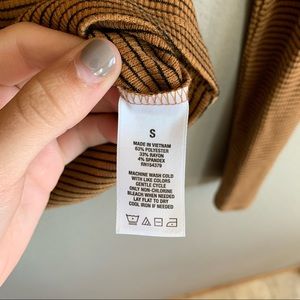 S
MADE IN VIETNAM
63% POLYESTER
33% RAYON
4% SPANDEX
RN154379
MACHINE WASH COLD
WITH LIKE COLORS
GENTLE CYCLE
ONLY NON-CHLORINE
BLEACH WHEN NEEDED
LAY FLAT TO DRY
COOL IRON IF NEEDED